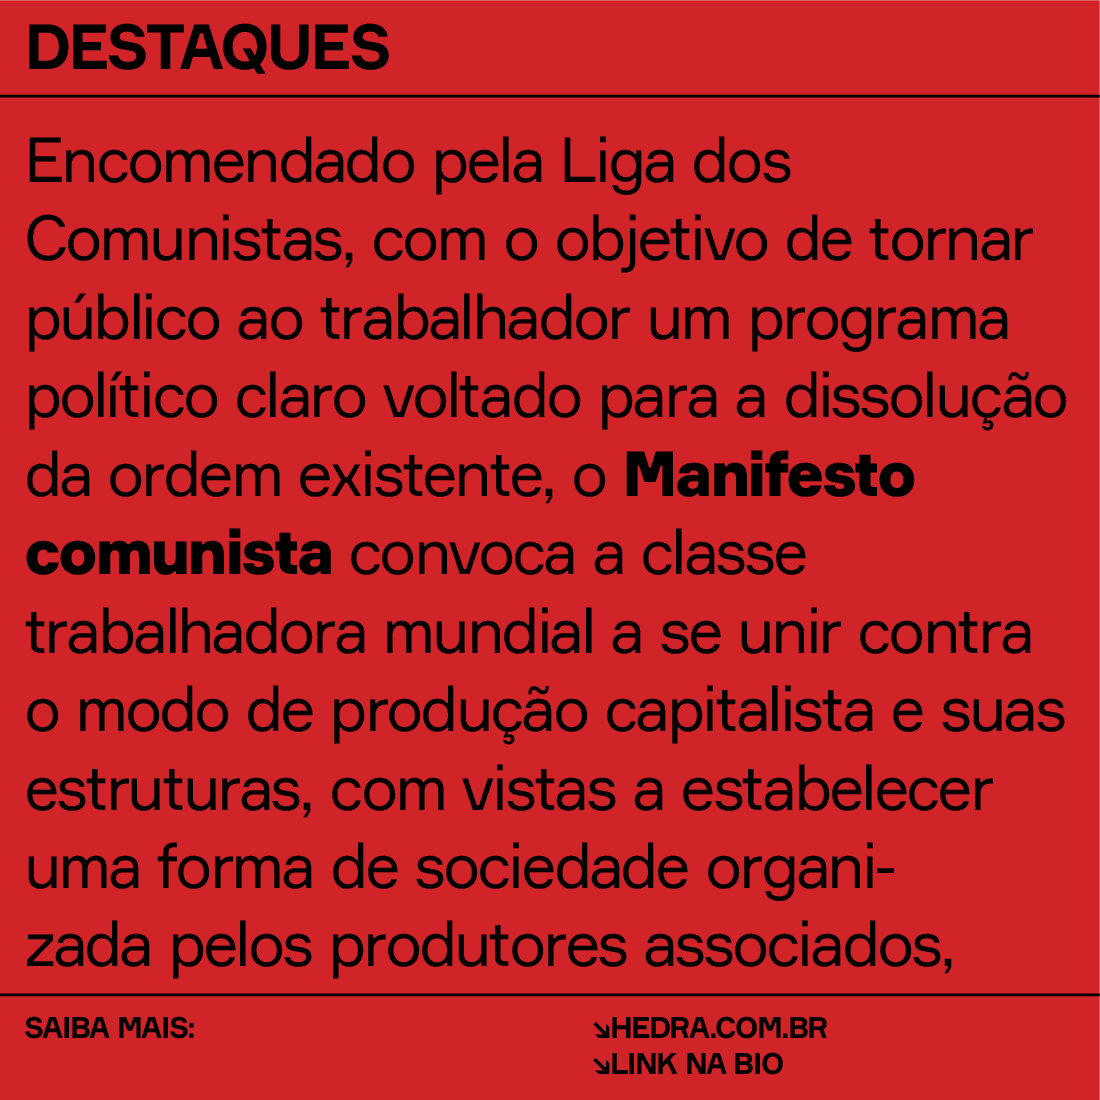 DESTAQUES
Encomendado pela Liga dos
Comunistas, com o objetivo de tornar
público ao trabalhador um programa
político claro voltado para a dissolução
da ordem existente, o Manifesto
comunista convoca a classe
trabalhadora mundial a se unir contra
o modo de produção capitalista e suas
estruturas, com vistas a estabelecer
uma forma de sociedade organi-
zada pelos produtores associados,
SAIBA MAIS:
↘HEDRA.COM.BR
↘LINK NA BIO